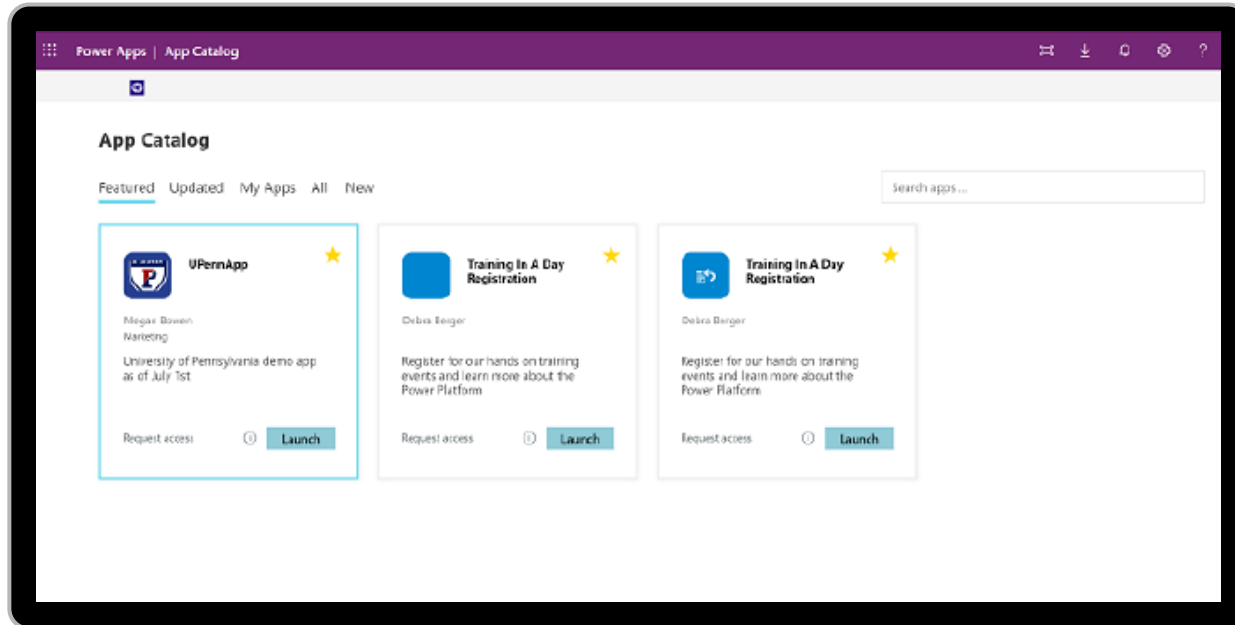 Power Apps | App Catalog
?
App Catalog
Featured Updated My Apps All New
Search apps...
UPennApp
Megan Bowen
Marketing
University of Pennsylvania demo app
as of July 1st
Request access
Launch
Training In A Day
Registration
Debra Berger
Register for our hands on training
events and learn more about the
Power Platform
Request access
Launch
Training In A Day
Registration
Debra Berger
Register for our hands on training
events and learn more about the
Power Platform
Request access
Launch
P